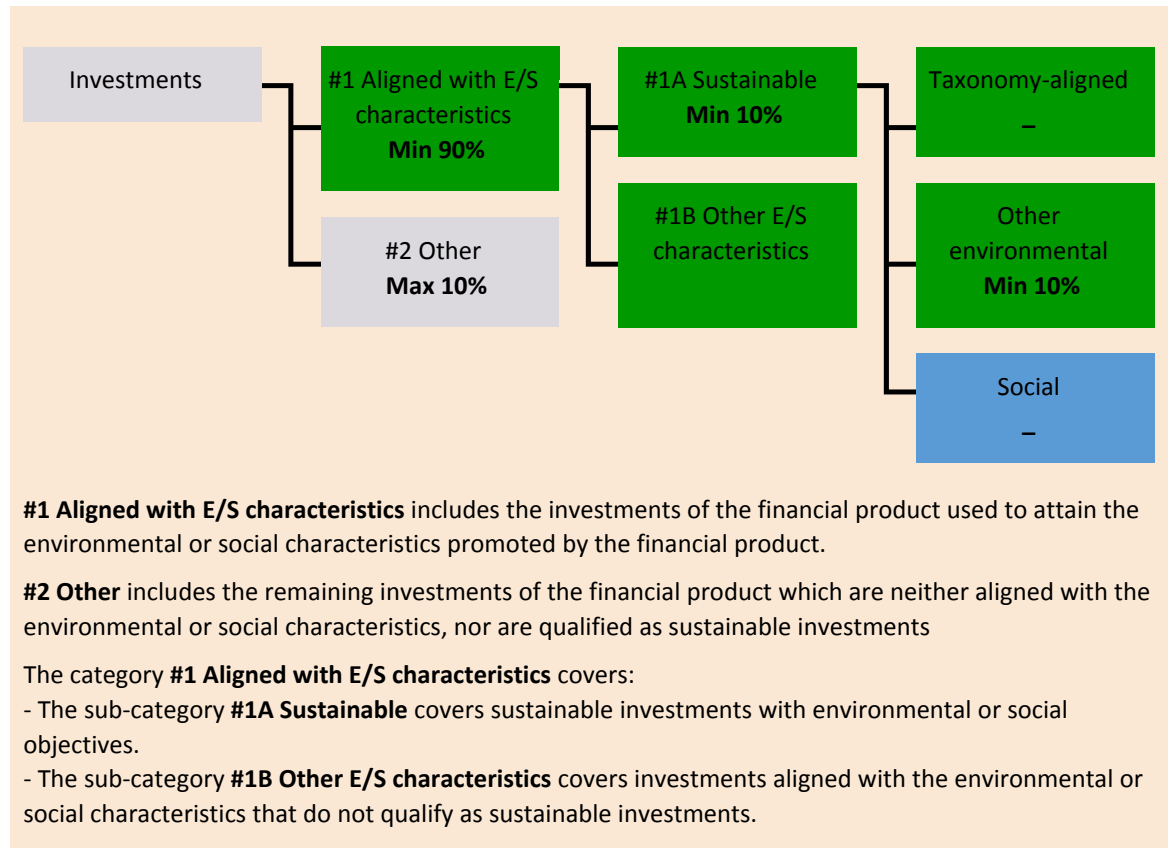 Investments
#1 Aligned with E/S
characteristics
Min 90%
#2 Other
Max 10%
#1A Sustainable
Min 10%
#1B Other E/S
characteristics
Taxonomy-aligned
–
Other
environmental
Min 10%
Social
–
#1 Aligned with E/S characteristics includes the investments of the financial product used to attain the
environmental or social characteristics promoted by the financial product.
#2 Other includes the remaining investments of the financial product which are neither aligned with the
environmental or social characteristics, nor are qualified as sustainable investments
The category #1 Aligned with E/S characteristics covers:
- The sub-category #1A Sustainable covers sustainable investments with environmental or social
objectives.
- The sub-category #1B Other E/S characteristics covers investments aligned with the environmental or
social characteristics that do not qualify as sustainable investments.